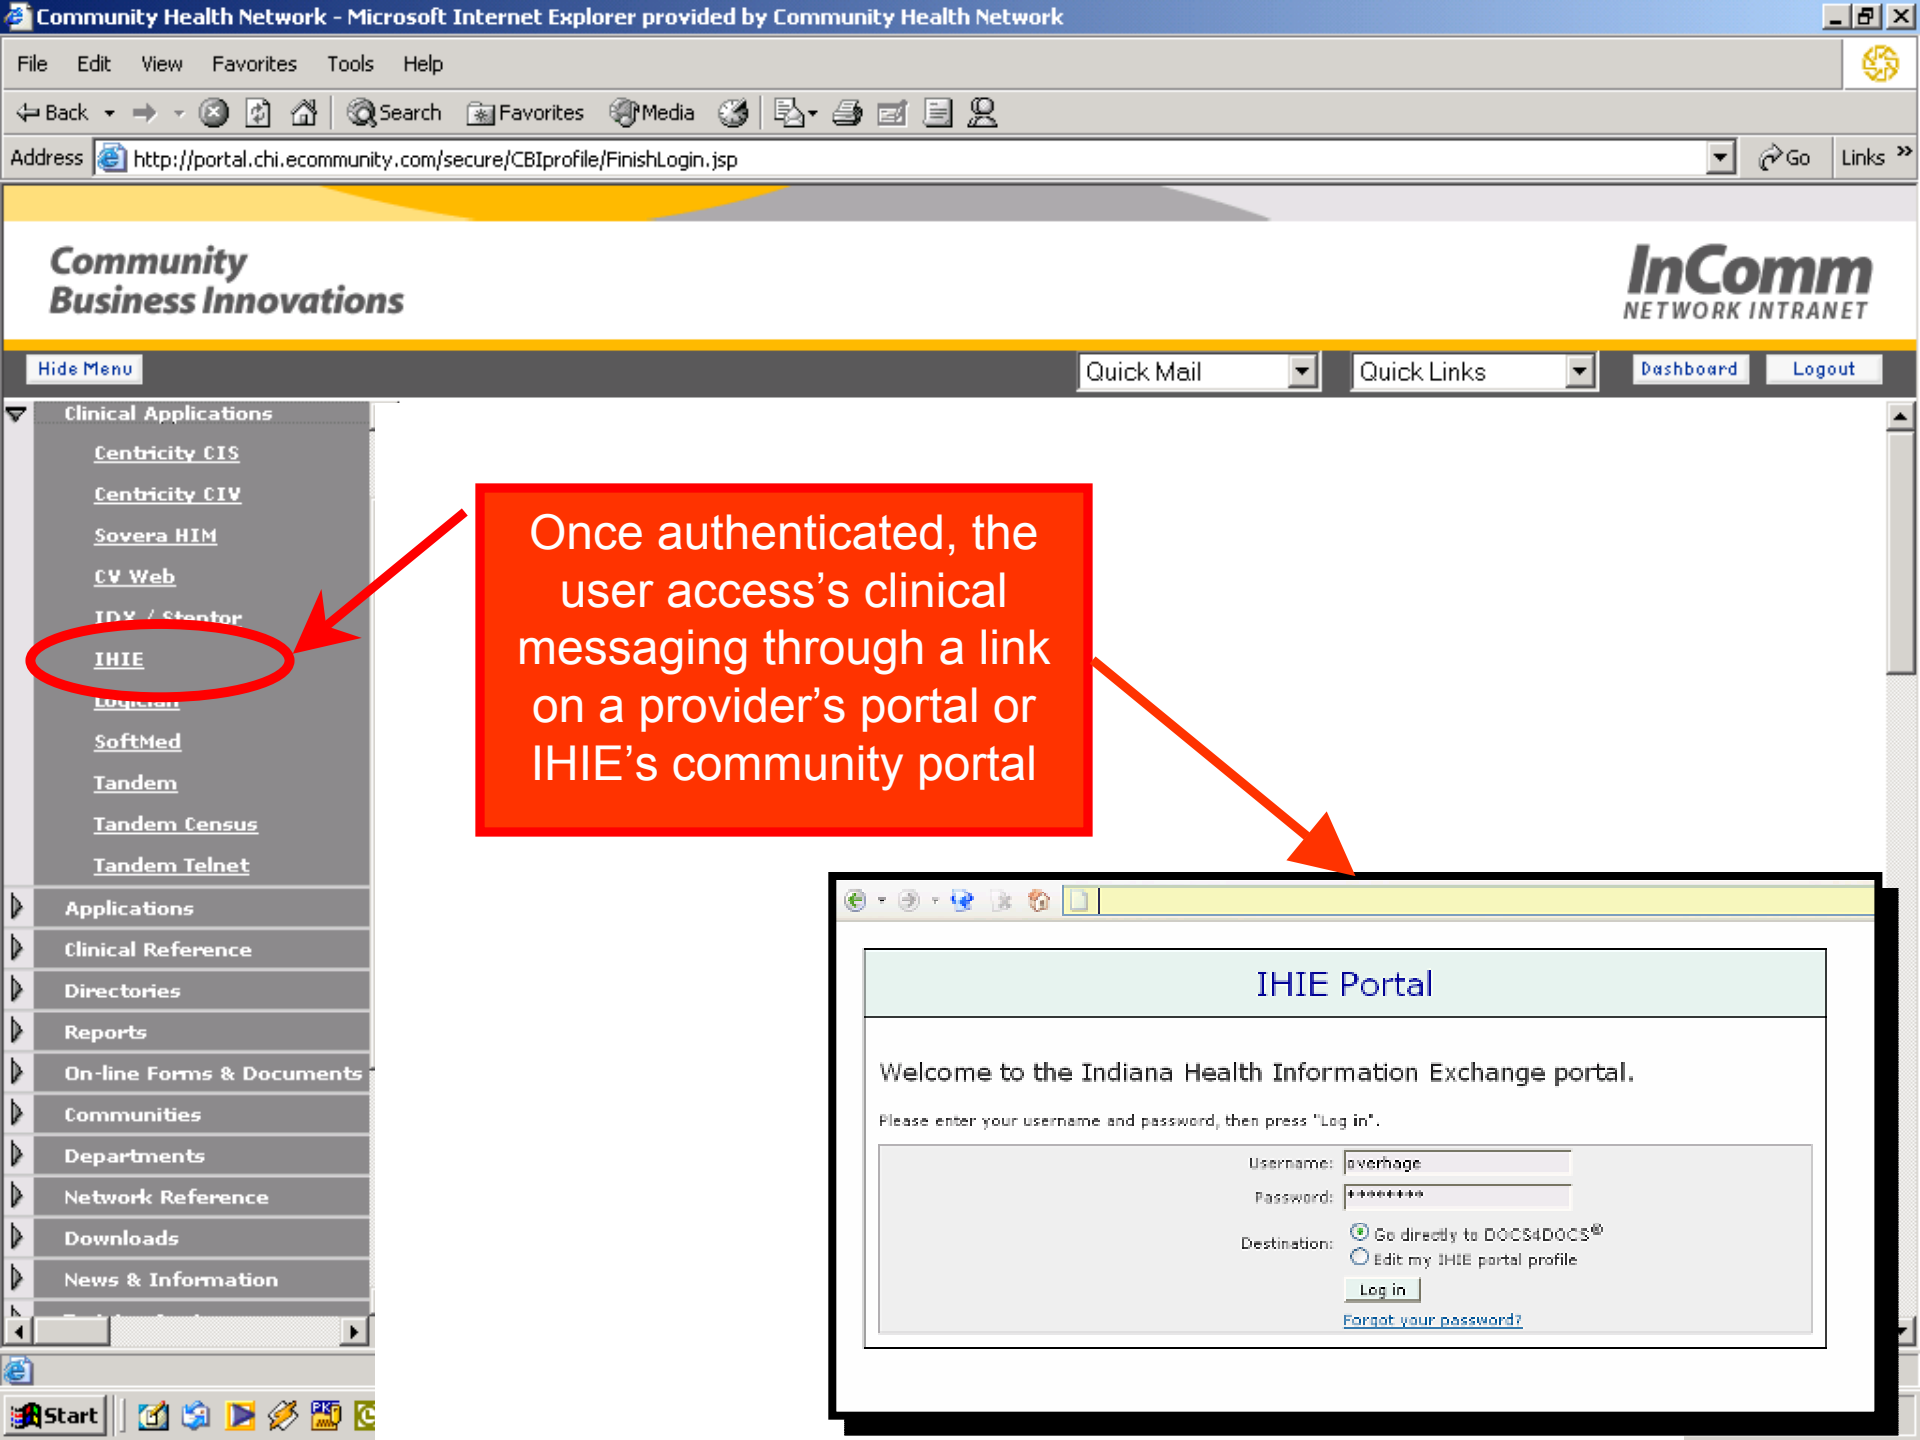 Community Health Network - Microsoft Internet Explorer provided by Community Health Network
File Edit View Favorites Tools Help
Back Search Favorites Media
Address http://portal.chi.ecommunity.com/secure/CBIprofile/FinishLogin.jsp Go Links »
Community
Business Innovations
InComm
NETWORK INTRANET
Hide Menu Quick Mail Quick Links Dashboard Logout
Clinical Applications
Centricity CIS
Centricity CIV
Sovera HIM
CV Web
IDX / Stentor
IHIE
Logician
SoftMed
Tandem
Tandem Census
Tandem Telnet
Applications
Clinical Reference
Directories
Reports
On-line Forms & Documents
Communities
Departments
Network Reference
Downloads
News & Information
Once authenticated, the
user access’s clinical
messaging through a link
on a provider’s portal or
IHIE’s community portal
IHIE Portal
Welcome to the Indiana Health Information Exchange portal.
Please enter your username and password, then press "Log in".
Username: overhage
Password: ********
Destination: Go directly to DOCS4DOCS®
Edit my IHIE portal profile
Log in
Forgot your password?
Start